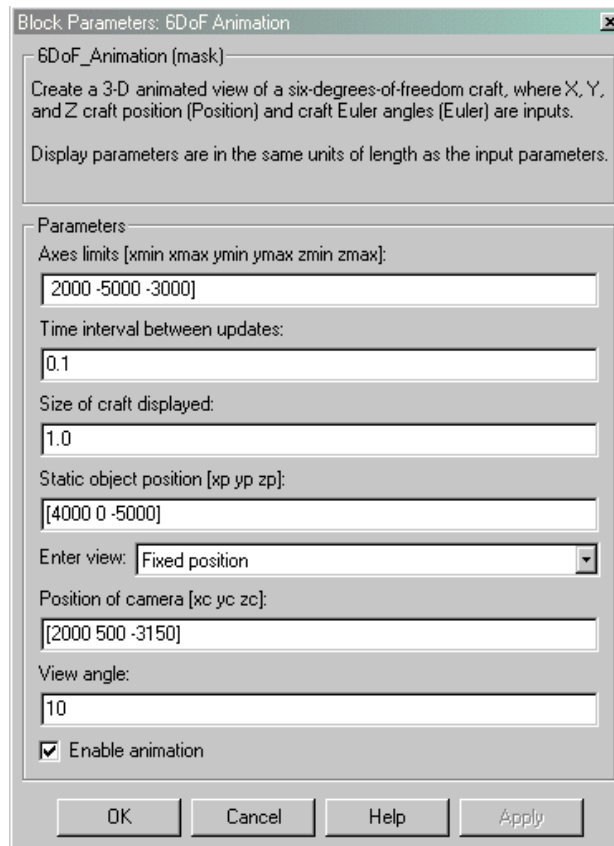 Block Parameters: 6DoF Animation
6DoF_Animation (mask)
Create a 3-D animated view of a six-degrees-of-freedom craft, where X, Y,
and Z craft position (Position) and craft Euler angles (Euler) are inputs.
Display parameters are in the same units of length as the input parameters.
Parameters
Axes limits [xmin xmax ymin ymax zmin zmax]:
2000 -5000 -3000]
Time interval between updates:
0.1
Size of craft displayed:
1.0
Static object position [xp yp zp]:
[4000 0 -5000]
Enter view: Fixed position
Position of camera [xc yc zc]:
[2000 500 -3150]
View angle:
10
Enable animation
OK Cancel Help Apply